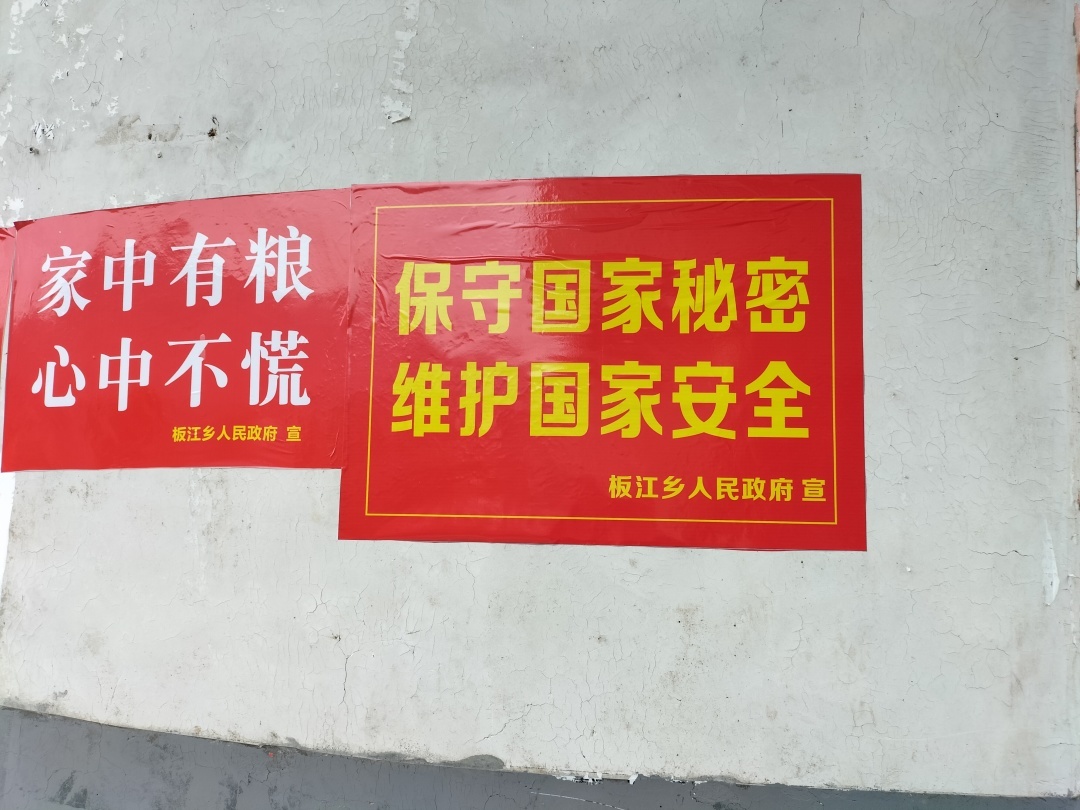 家中有粮
心中不慌
板江乡人民政府 宣
保守国家秘密
维护国家安全
板江乡人民政府 宣